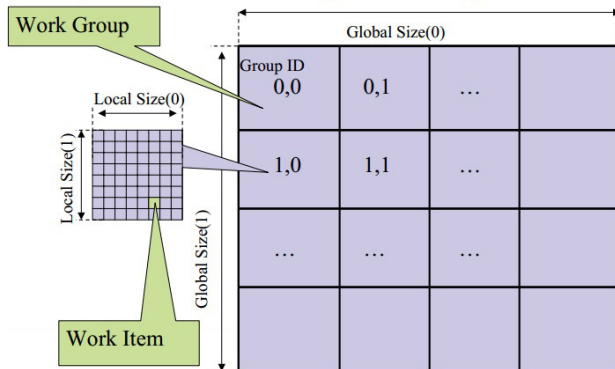 Work Group
Global Size(0)
Group ID
0,0 0,1 ...
Local Size(0)
Local Size(1)
1,0 1,1 ...
Global Size(1)
... ... ...
Work Item